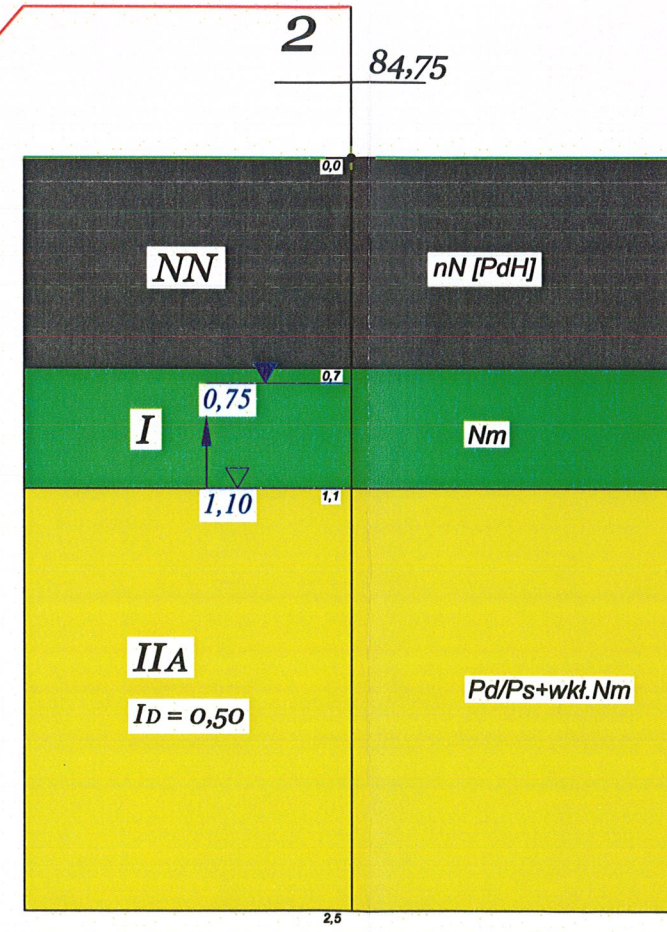 2
84,75
0,0
NN
nN [PdH]
0,7
0,75
I
Nm
1,10
1,1
IIA
ID = 0,50
Pd/Ps+wkł.Nm
2,5